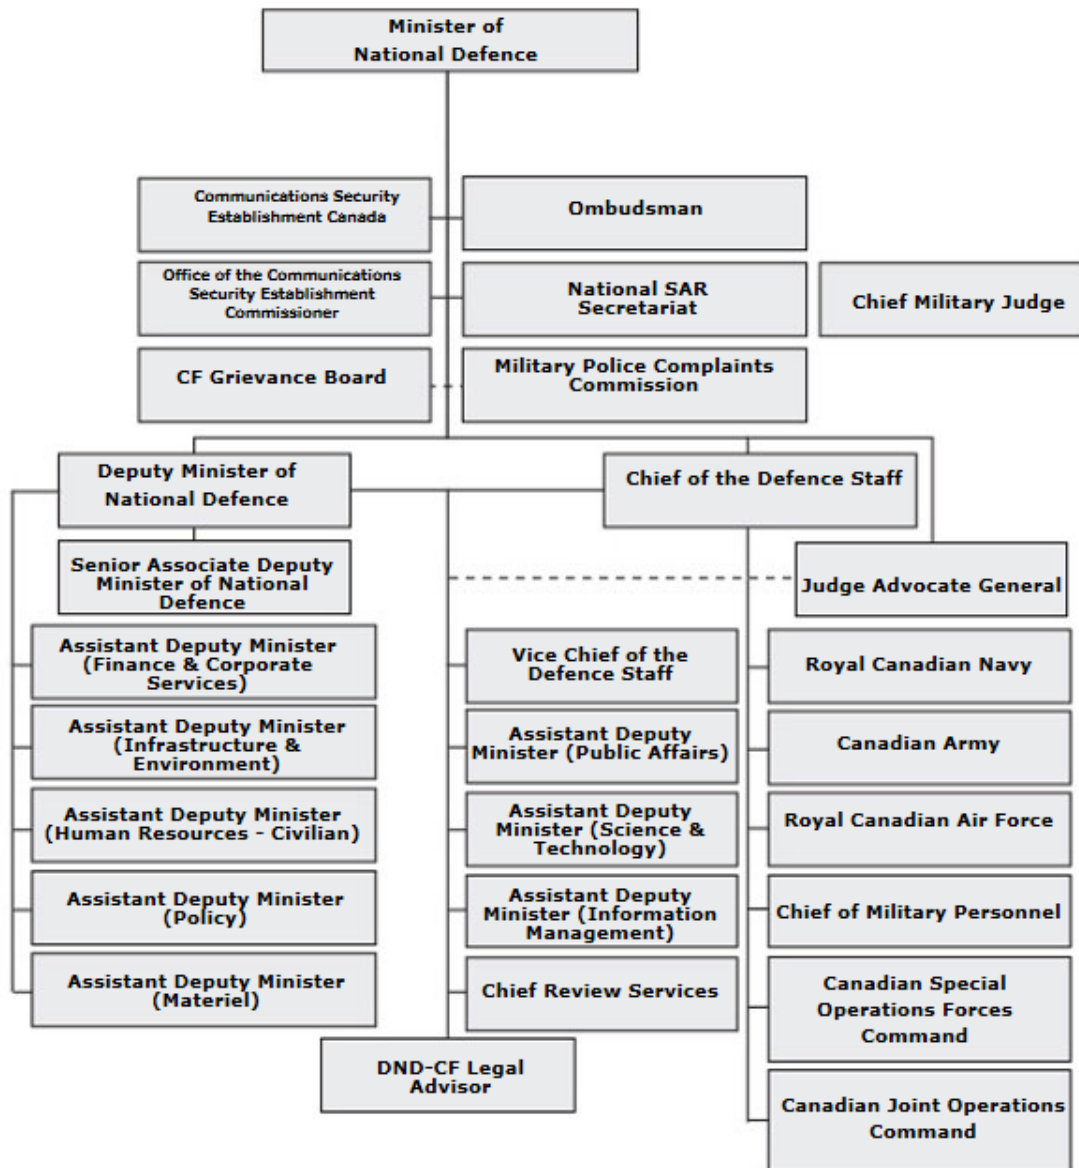 Minister of
National Defence
Communications Security
Establishment Canada
Ombudsman
Office of the Communications
Security Establishment
Commissioner
National SAR
Secretariat
Chief Military Judge
CF Grievance Board
Military Police Complaints
Commission
Deputy Minister of
National Defence
Chief of the Defence Staff
Senior Associate Deputy
Minister of National
Defence
Judge Advocate General
Assistant Deputy Minister
(Finance & Corporate
Services)
Vice Chief of the
Defence Staff
Royal Canadian Navy
Assistant Deputy Minister
(Infrastructure &
Environment)
Assistant Deputy
Minister (Public Affairs)
Canadian Army
Assistant Deputy Minister
(Human Resources - Civilian)
Assistant Deputy
Minister (Science &
Technology)
Royal Canadian Air Force
Assistant Deputy Minister
(Policy)
Assistant Deputy
Minister (Information
Management)
Chief of Military Personnel
Assistant Deputy Minister
(Materiel)
Chief Review Services
Canadian Special
Operations Forces
Command
DND-CF Legal
Advisor
Canadian Joint Operations
Command